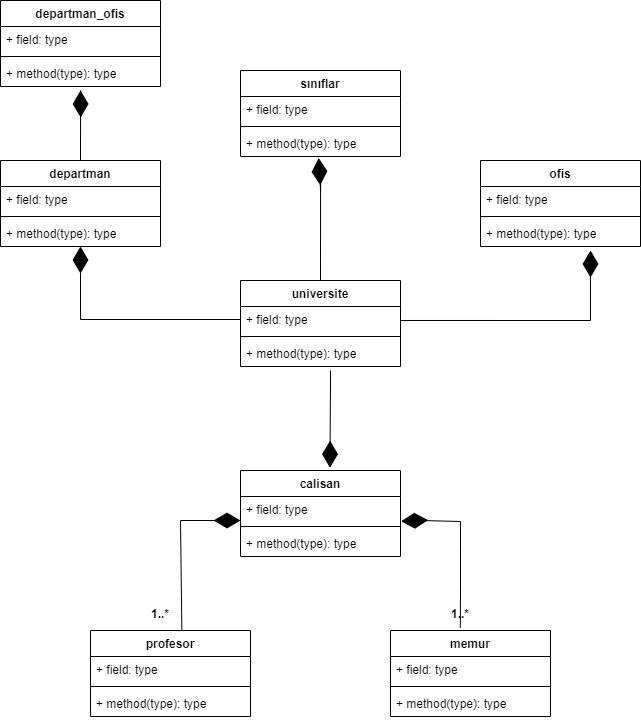 departman_ofis
+ field: type
+ method(type): type
sınıflar
+ field: type
+ method(type): type
departman
+ field: type
+ method(type): type
ofis
+ field: type
+ method(type): type
universite
+ field: type
+ method(type): type
calisan
+ field: type
+ method(type): type
1..*
1..*
profesor
+ field: type
+ method(type): type
memur
+ field: type
+ method(type): type